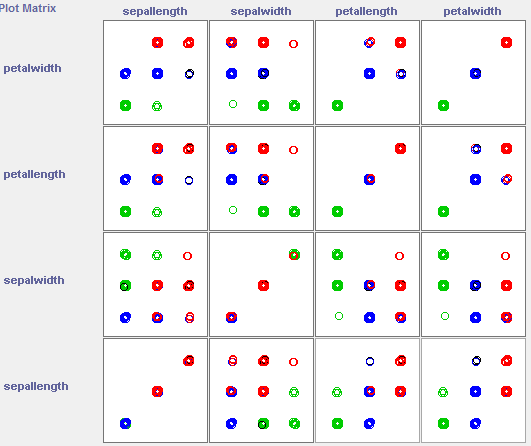 Plot Matrix
sepallength sepalwidth petallength petalwidth
petalwidth
petallength
sepalwidth
sepallength